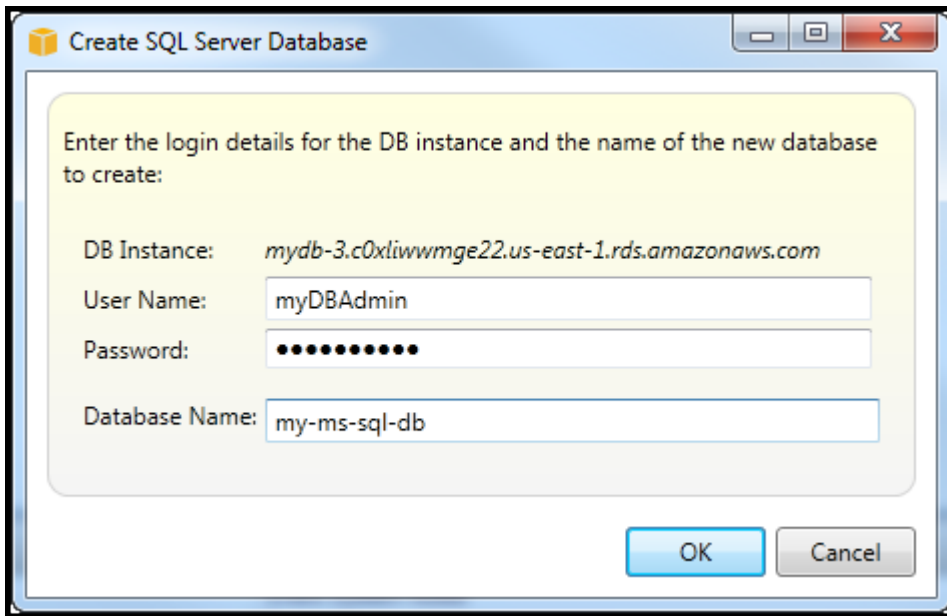 Create SQL Server Database
Enter the login details for the DB instance and the name of the new database
to create:
DB Instance: mydb-3.c0xliwwmge22.us-east-1.rds.amazonaws.com
User Name: myDBAdmin
Password: ●●●●●●●●●●
Database Name: my-ms-sql-db
OK Cancel